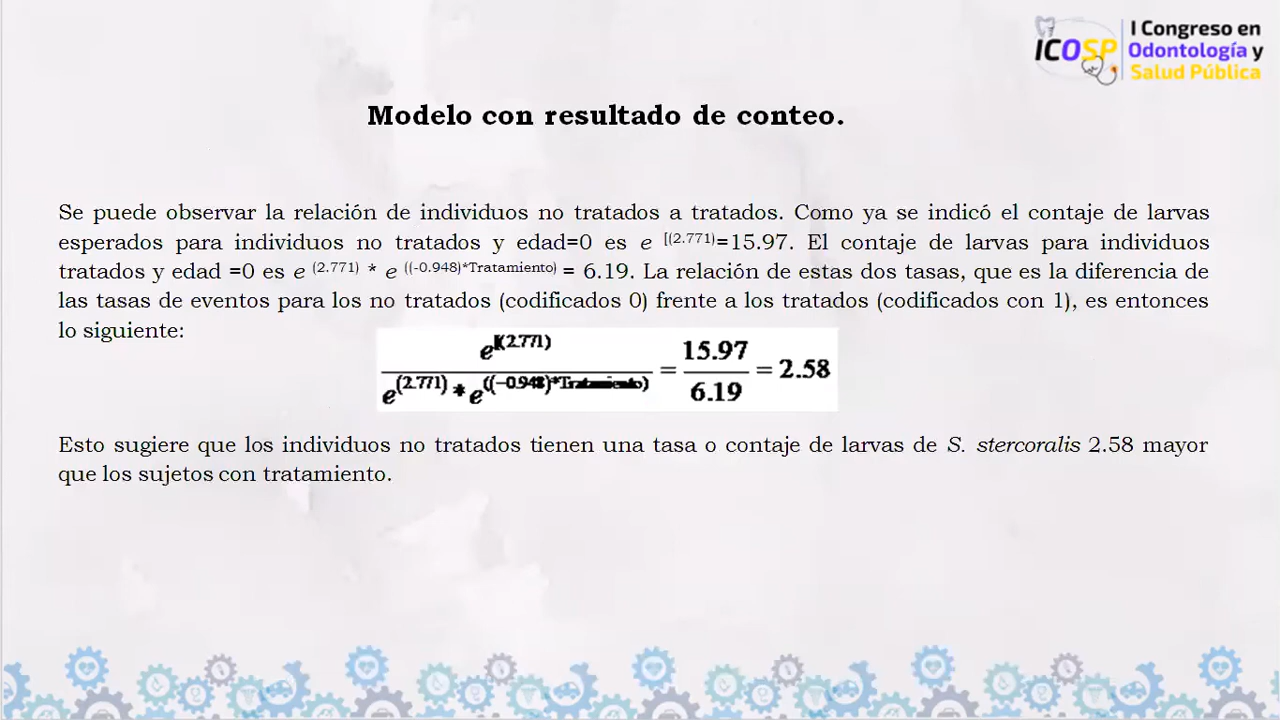 ICOSP
I Congreso en
Odontología y
Salud Pública
Modelo con resultado de conteo.
Se puede observar la relación de individuos no tratados a tratados. Como ya se indicó el contaje de larvas
esperados para individuos no tratados y edad=0 es e [(2.771)=15.97. El contaje de larvas para individuos
tratados y edad =0 es e (2.771) * e ((-0.948)*Tratamiento) = 6.19. La relación de estas dos tasas, que es la diferencia de
las tasas de eventos para los no tratados (codificados 0) frente a los tratados (codificados con 1), es entonces
lo siguiente:
e[(2.771) / e(2.771) * e((−0.948)*Tratamiento) = 15.97 / 6.19 = 2.58
Esto sugiere que los individuos no tratados tienen una tasa o contaje de larvas de S. stercoralis 2.58 mayor
que los sujetos con tratamiento.